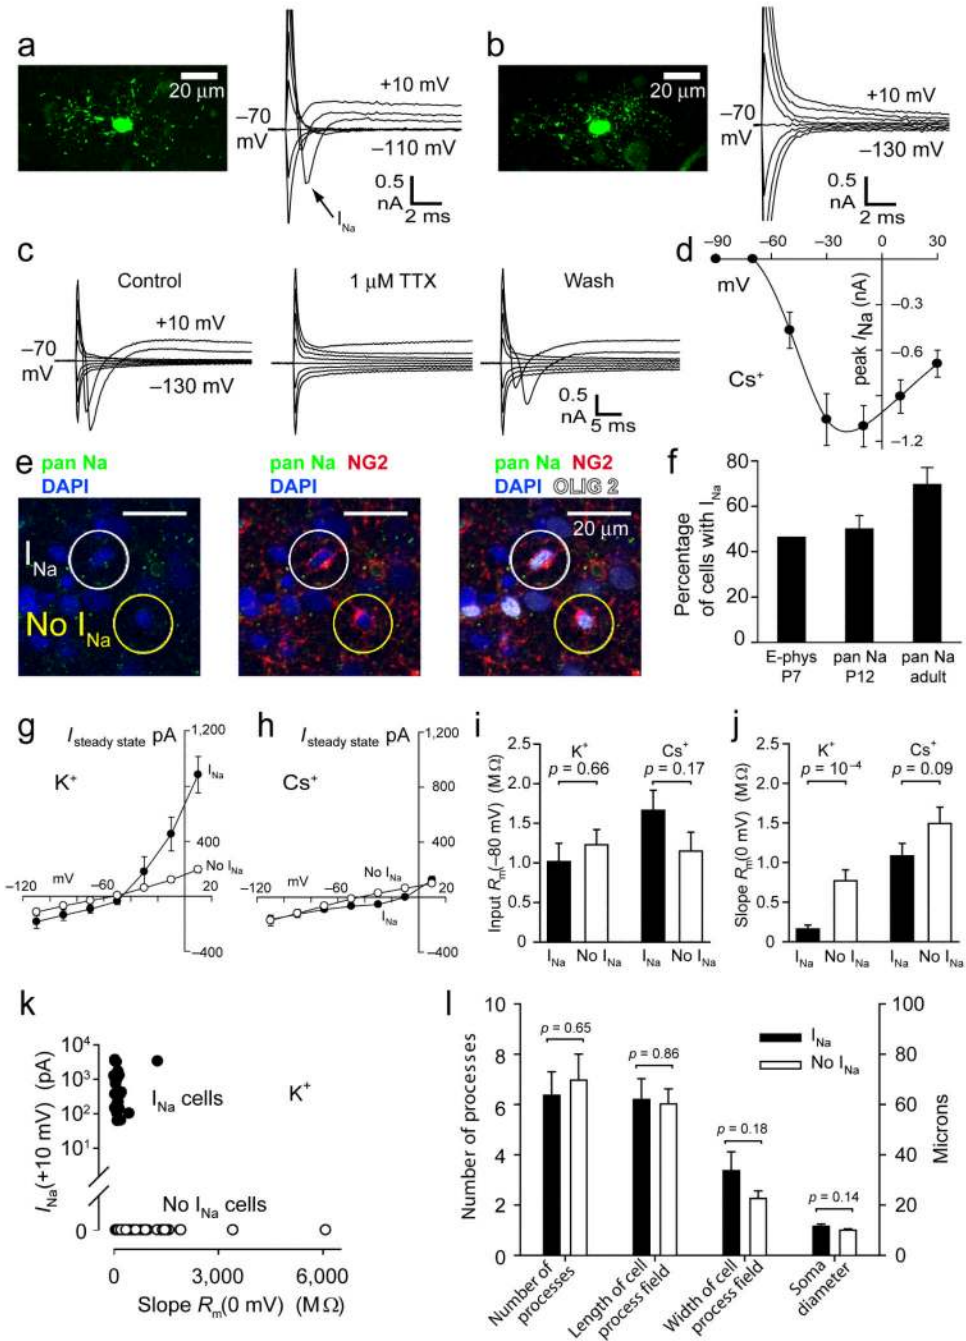 a
20 µm
–70
mV
+10 mV
–110 mV
I Na
0.5
nA
2 ms
b
20 µm
–70
mV
+10 mV
–130 mV
0.5
nA
2 ms
c
Control
1 µM TTX
Wash
–70
mV
+10 mV
–130 mV
0.5
nA
5 ms
d
–90 –60 –30 0 30
mV
–0.3
–0.6
–1.2
peak I Na (nA)
Cs+
e
pan Na
DAPI
pan Na NG2
DAPI
pan Na NG2
DAPI OLIG 2
20 µm
I Na
No I Na
f
Percentage
of cells with I Na
80
60
40
20
0
E-phys
P7
pan Na
P12
pan Na
adult
g
I steady state pA
1,200
K+
I Na
800
400
No I Na
–120 mV –60 20
–400
h
I steady state pA
1,200
Cs+
800
400
No I Na
–120 mV –60 20
I Na
–400
i
Input Rm(–80 mV) (MΩ)
2.5
2.0
1.5
1.0
0.5
0
K+ Cs+
p = 0.66 p = 0.17
I Na No I Na I Na No I Na
j
Slope Rm(0 mV) (MΩ)
2.5
2.0
1.5
1.0
0.5
0
K+ Cs+
p = 10–4 p = 0.09
I Na No I Na I Na No I Na
k
I Na(+10 mV) (pA)
104
103
102
101
0
I Na cells
K+
No I Na cells
0 3,000 6,000
Slope Rm(0 mV) (MΩ)
l
Number of processes
10
8
6
4
2
0
p = 0.65
p = 0.86
p = 0.18
p = 0.14
I Na
No I Na
100
80
60
40
20
0
Microns
Number of
processes
Length of cell
process field
Width of cell
process field
Soma
diameter